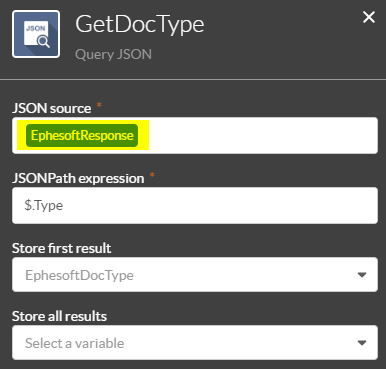 JSON
GetDocType
Query JSON
JSON source *
EphesoftResponse
JSONPath expression *
$.Type
Store first result
EphesoftDocType
Store all results
Select a variable